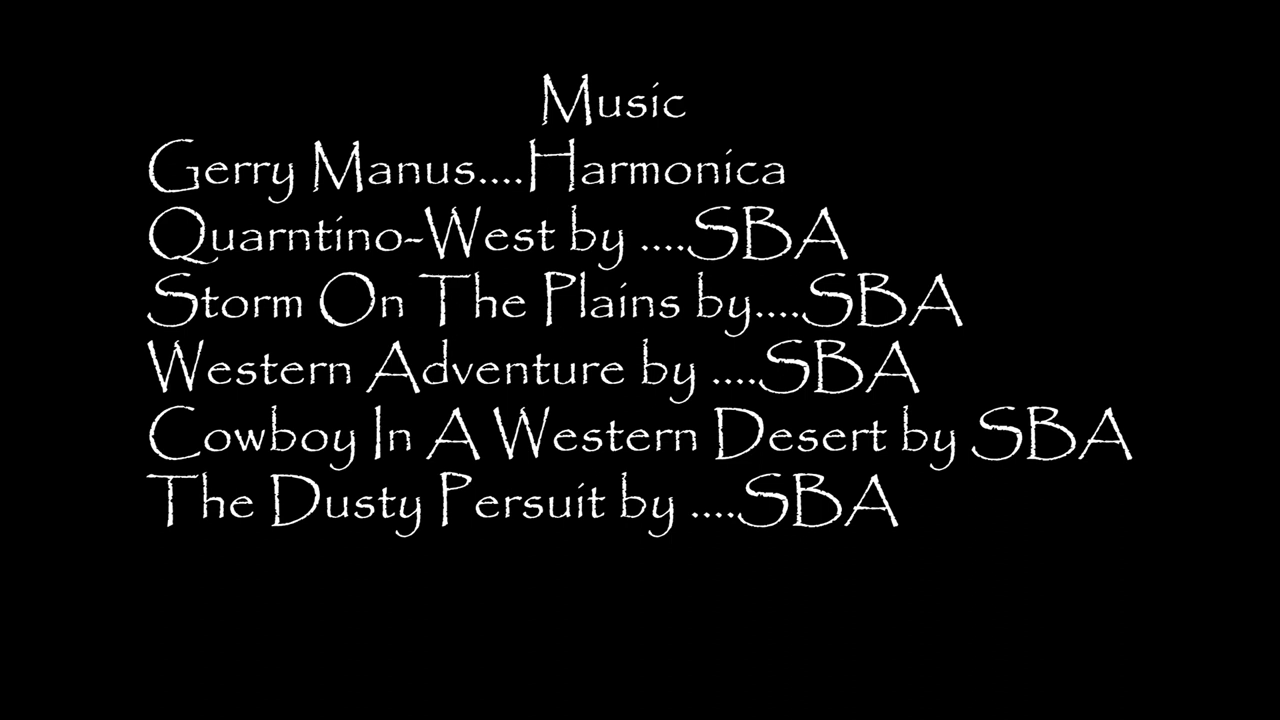 Music
Gerry Manus....Harmonica
Quarntino-West by ....SBA
Storm On The Plains by....SBA
Western Adventure by ....SBA
Cowboy In A Western Desert by SBA
The Dusty Persuit by ....SBA